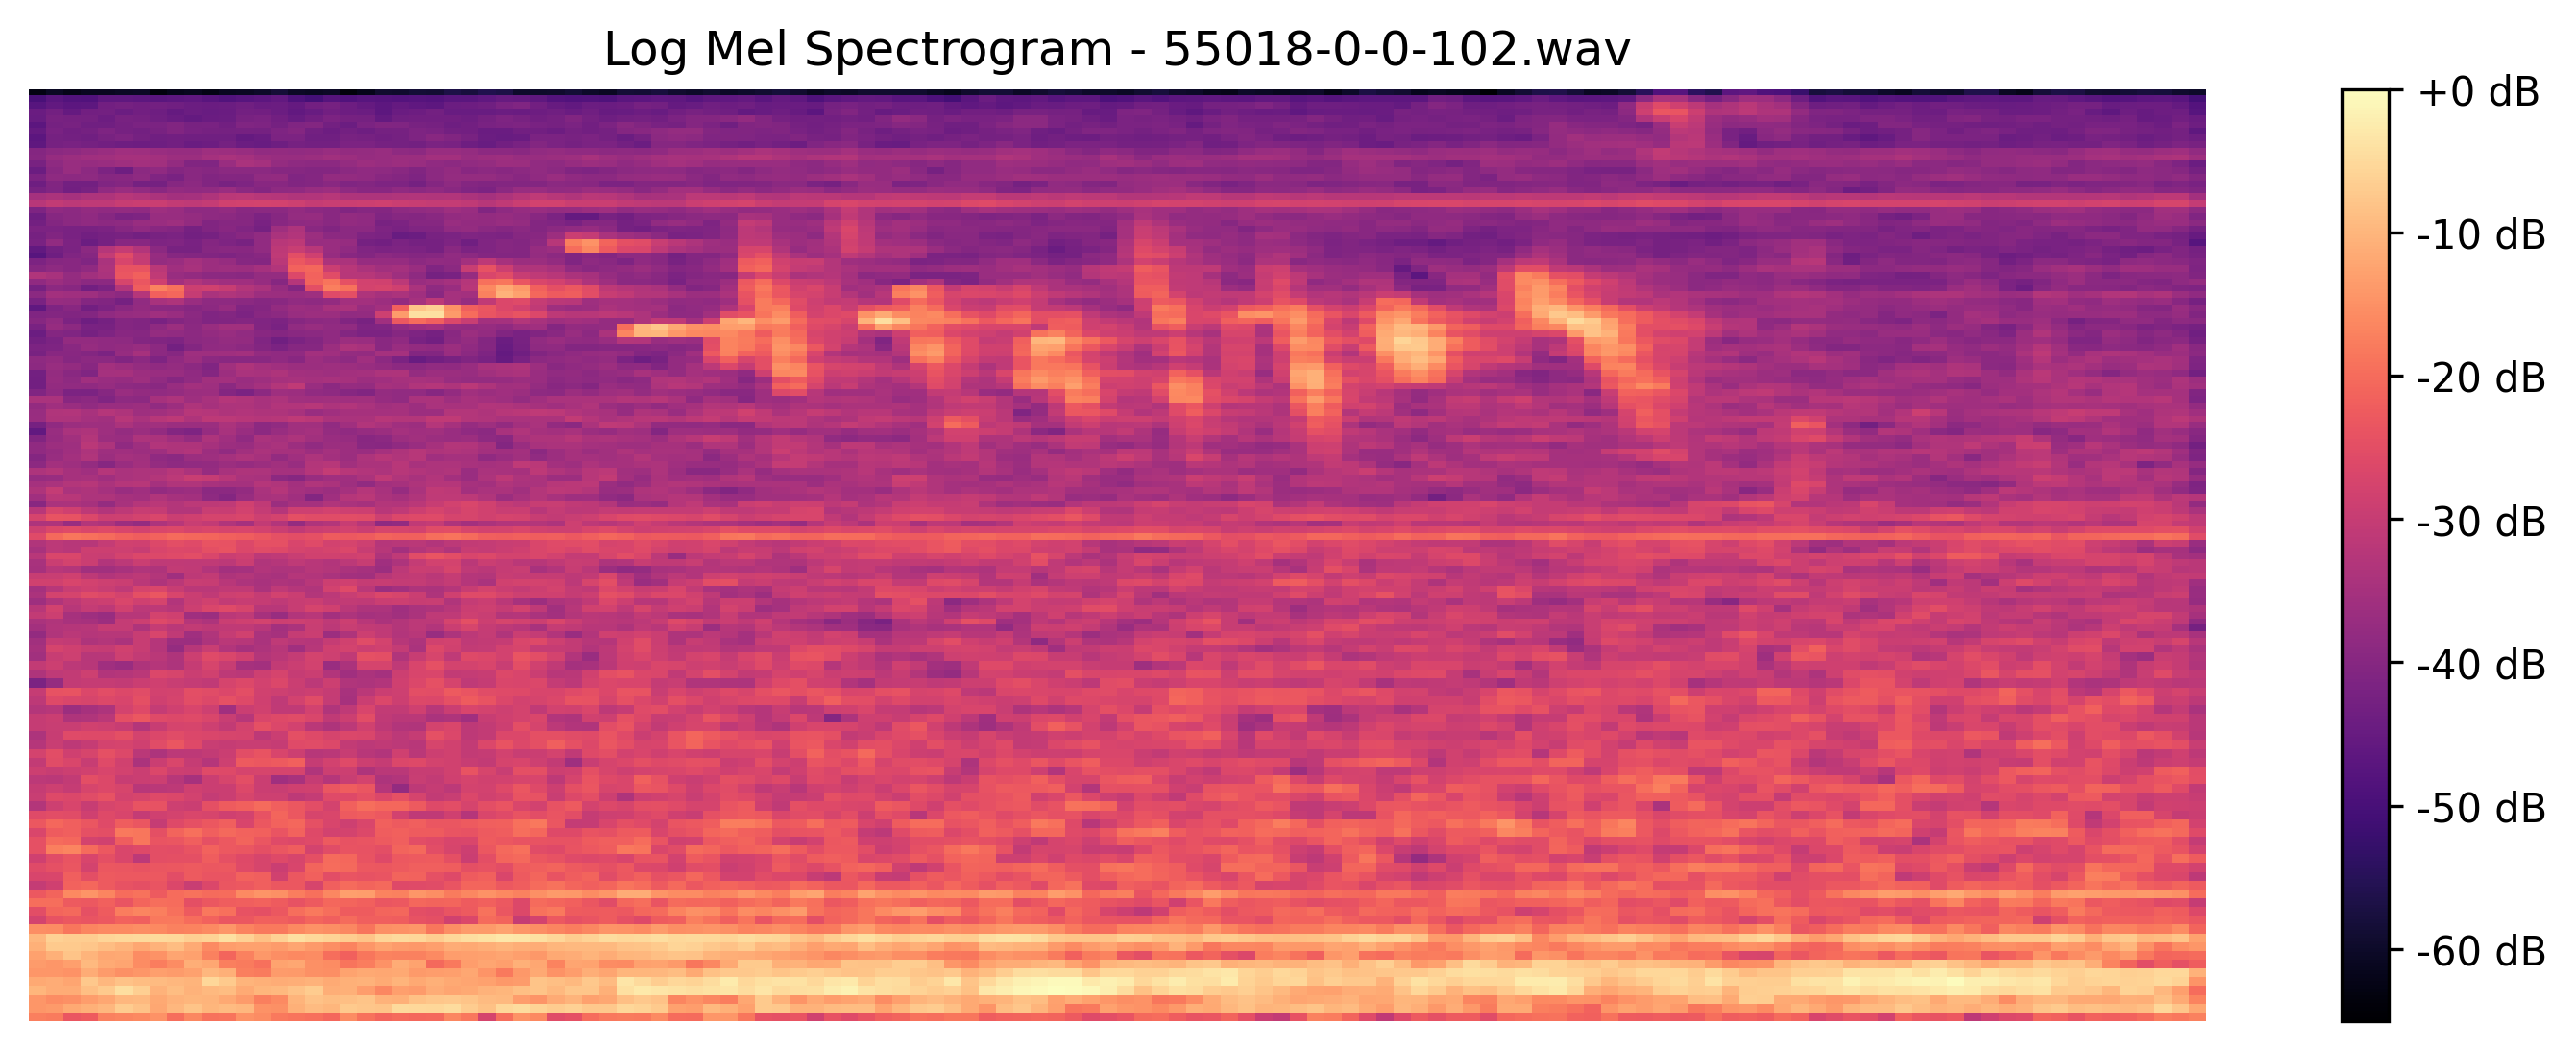 Log Mel Spectrogram - 55018-0-0-102.wav
+0 dB
-10 dB
-20 dB
-30 dB
-40 dB
-50 dB
-60 dB